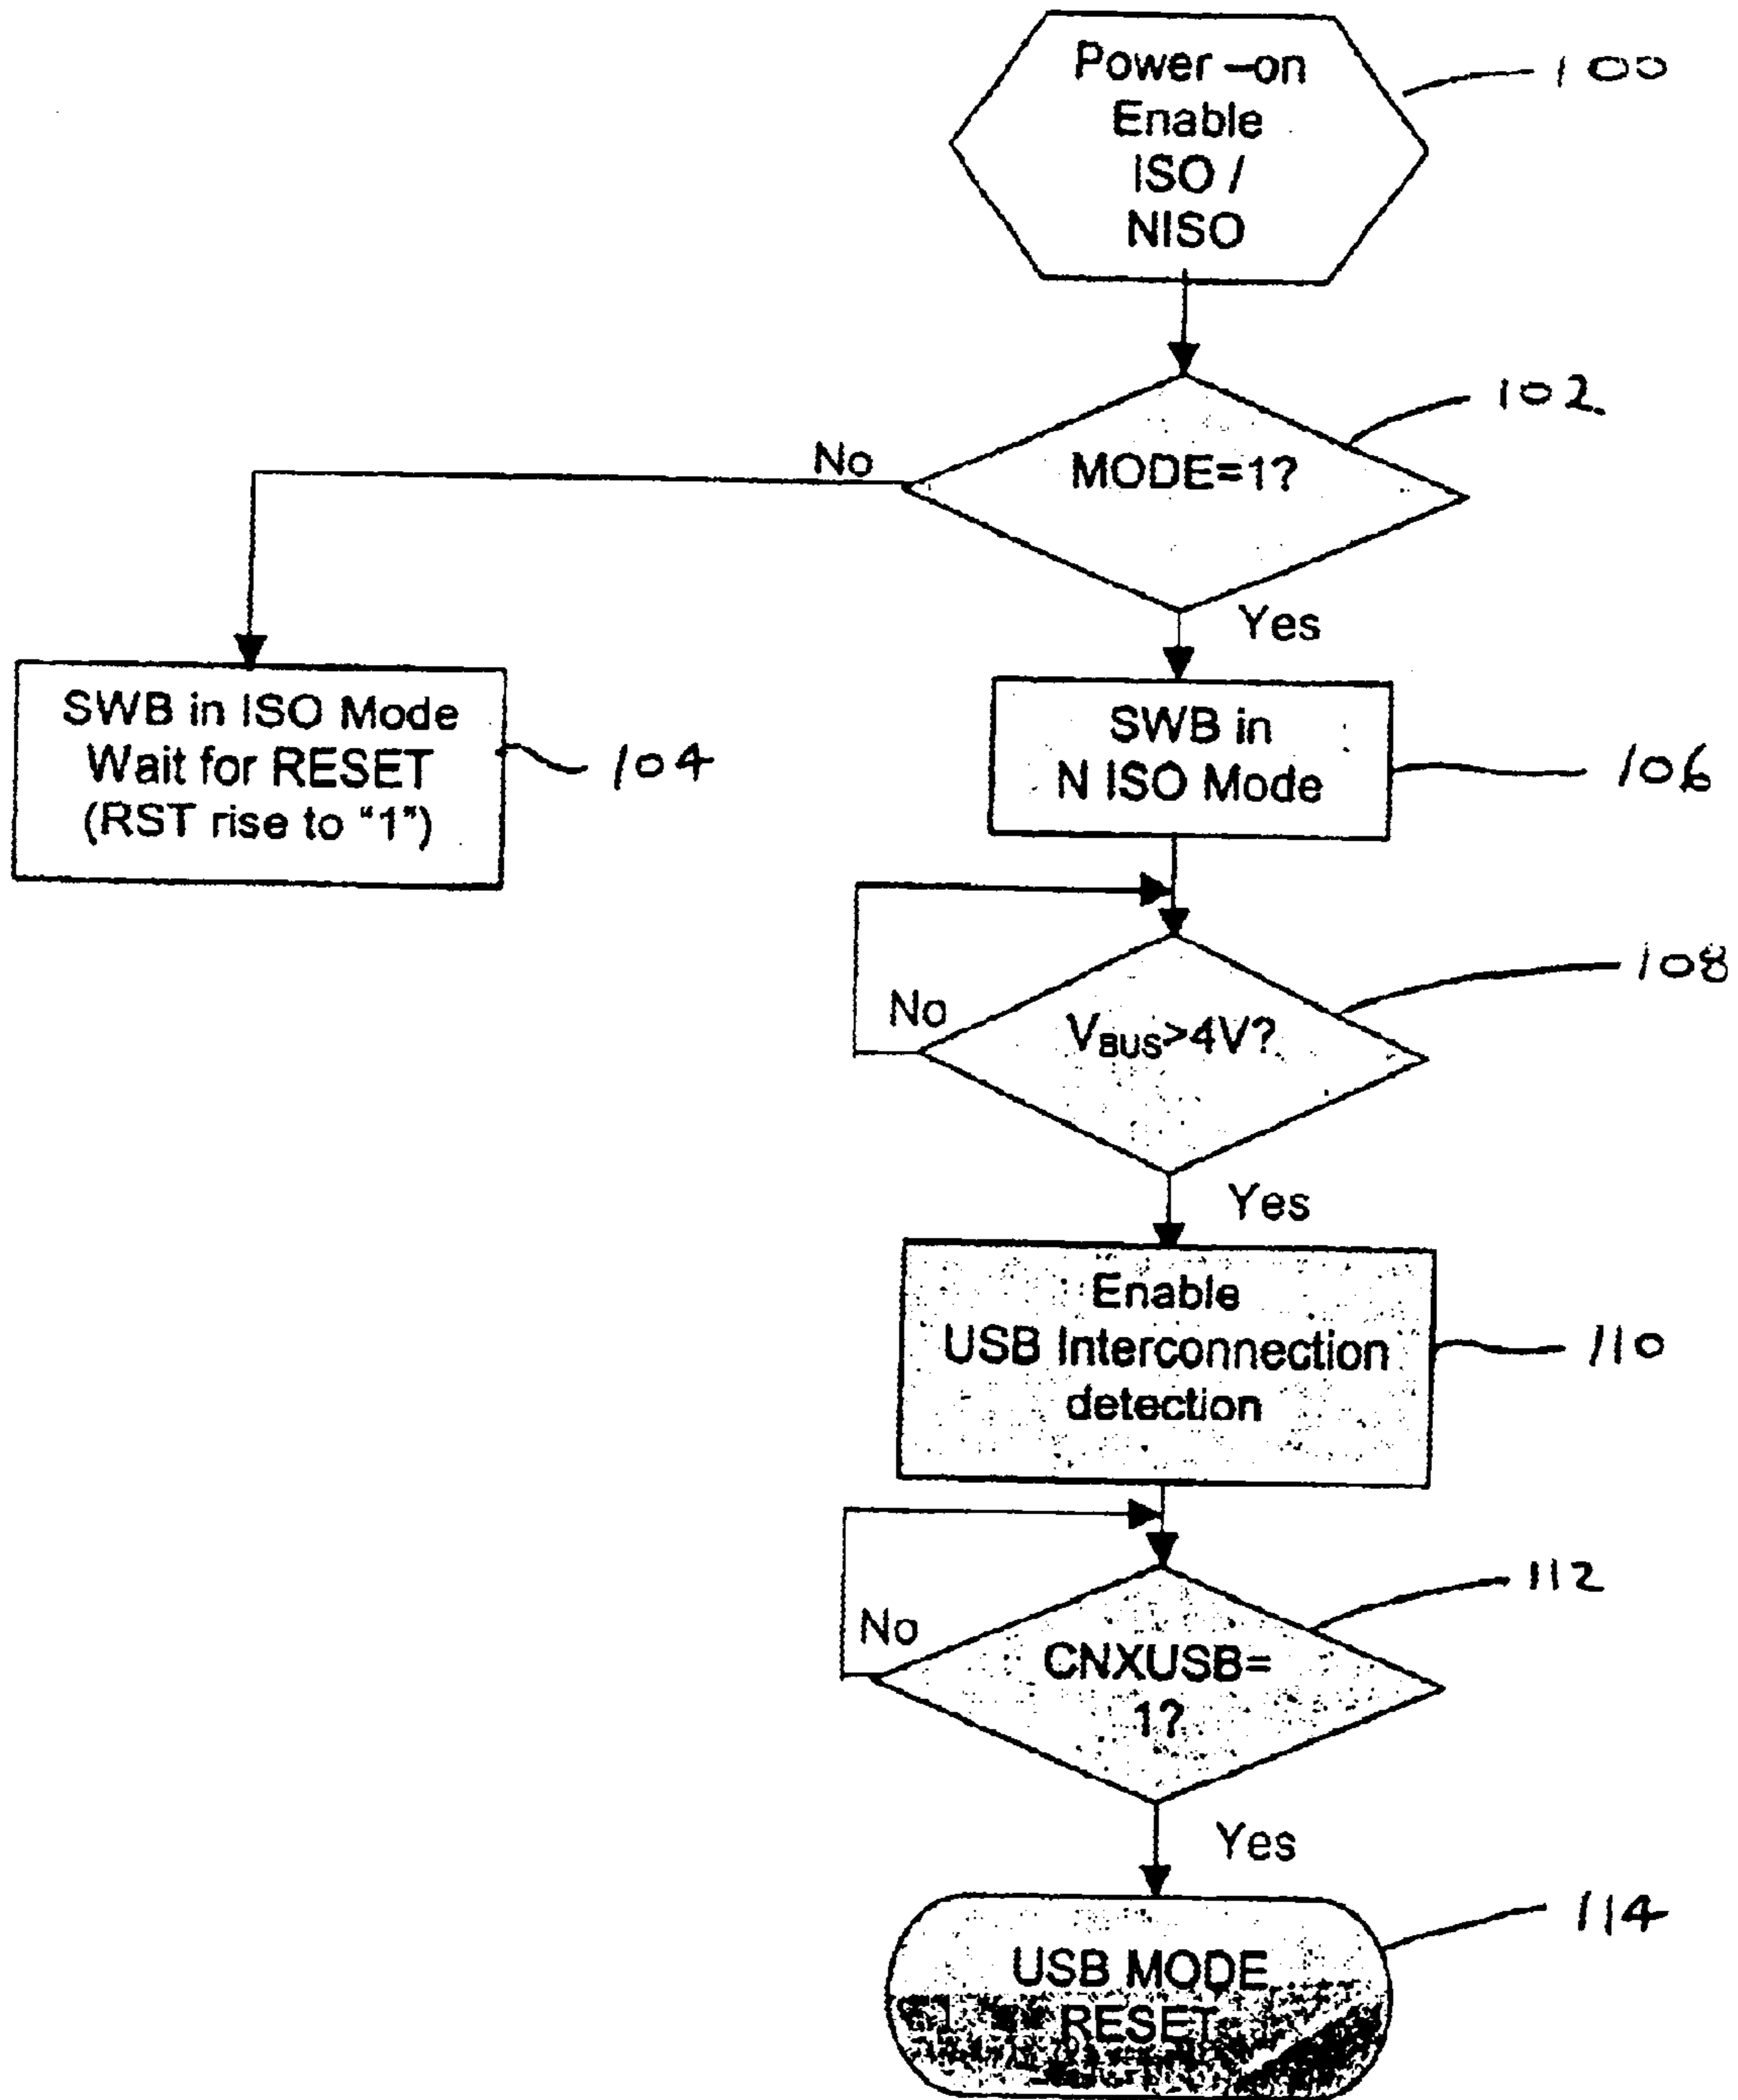 Power –on
Enable
ISO /
NISO
100
MODE=1?
102
No
Yes
SWB in ISO Mode
Wait for RESET
(RST rise to “1”)
104
SWB in
N ISO Mode
106
V_BUS>4V?
108
No
Yes
Enable
USB Interconnection
detection
110
CNXUSB=
1?
112
No
Yes
USB MODE
RESET
114